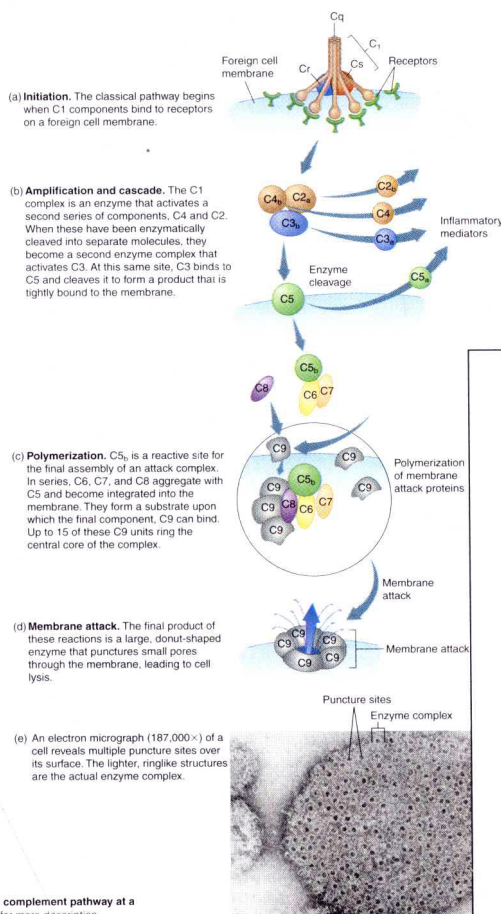 Cq
C₁
Foreign cell membrane
Cr
Cs
Receptors
(a) Initiation. The classical pathway begins
when C1 components bind to receptors
on a foreign cell membrane.
(b) Amplification and cascade. The C1
complex is an enzyme that activates a
second series of components, C4 and C2.
When these have been enzymatically
cleaved into separate molecules, they
become a second enzyme complex that
activates C3. At this same site, C3 binds to
C5 and cleaves it to form a product that is
tightly bound to the membrane.
C4b
C2a
C3b
C2b
C4
C3a
Inflammatory
mediators
Enzyme
cleavage
C5a
C5
C5b
C8
C6
C7
(c) Polymerization. C5b is a reactive site for
the final assembly of an attack complex.
In series, C6, C7, and C8 aggregate with
C5 and become integrated into the
membrane. They form a substrate upon
which the final component, C9 can bind.
Up to 15 of these C9 units ring the
central core of the complex.
C9
C9
C9
C9
C5b
C9
C8
C6
C7
C9
Polymerization
of membrane
attack proteins
Membrane
attack
(d) Membrane attack. The final product of
these reactions is a large, donut-shaped
enzyme that punctures small pores
through the membrane, leading to cell
lysis.
C9
C9
C9
C9
C9
Membrane attack
Puncture sites
Enzyme complex
(e) An electron micrograph (187,000×) of a
cell reveals multiple puncture sites over
its surface. The lighter, ringlike structures
are the actual enzyme complex.
complement pathway at a
for more description